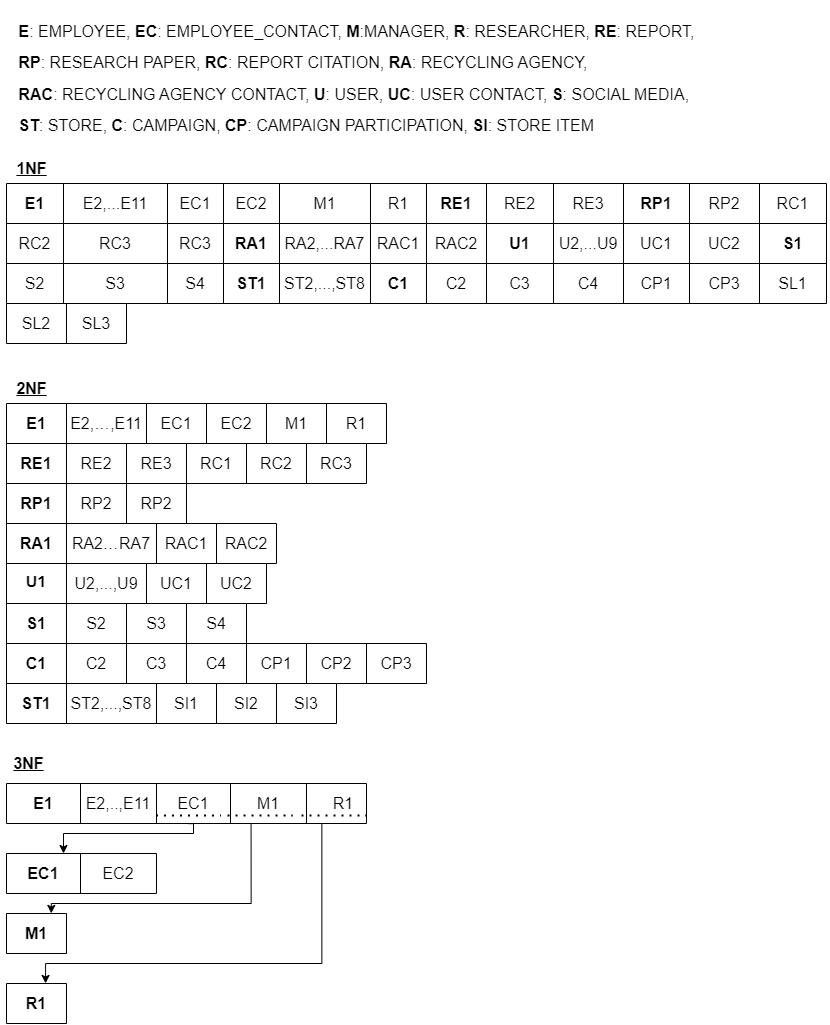 E: EMPLOYEE, EC: EMPLOYEE_CONTACT, M:MANAGER, R: RESEARCHER, RE: REPORT,
RP: RESEARCH PAPER, RC: REPORT CITATION, RA: RECYCLING AGENCY,
RAC: RECYCLING AGENCY CONTACT, U: USER, UC: USER CONTACT, S: SOCIAL MEDIA,
ST: STORE, C: CAMPAIGN, CP: CAMPAIGN PARTICIPATION, SI: STORE ITEM
1NF
E1 E2,...E11 EC1 EC2 M1 R1 RE1 RE2 RE3 RP1 RP2 RC1
RC2 RC3 RC3 RA1 RA2,...RA7 RAC1 RAC2 U1 U2,...U9 UC1 UC2 S1
S2 S3 S4 ST1 ST2,...,ST8 C1 C2 C3 C4 CP1 CP3 SL1
SL2 SL3
2NF
E1 E2,...,E11 EC1 EC2 M1 R1
RE1 RE2 RE3 RC1 RC2 RC3
RP1 RP2 RP2
RA1 RA2...RA7 RAC1 RAC2
U1 U2,...,U9 UC1 UC2
S1 S2 S3 S4
C1 C2 C3 C4 CP1 CP2 CP3
ST1 ST2,...,ST8 SI1 SI2 SI3
3NF
E1 E2,..,E11 EC1 M1 R1
EC1 EC2
M1
R1